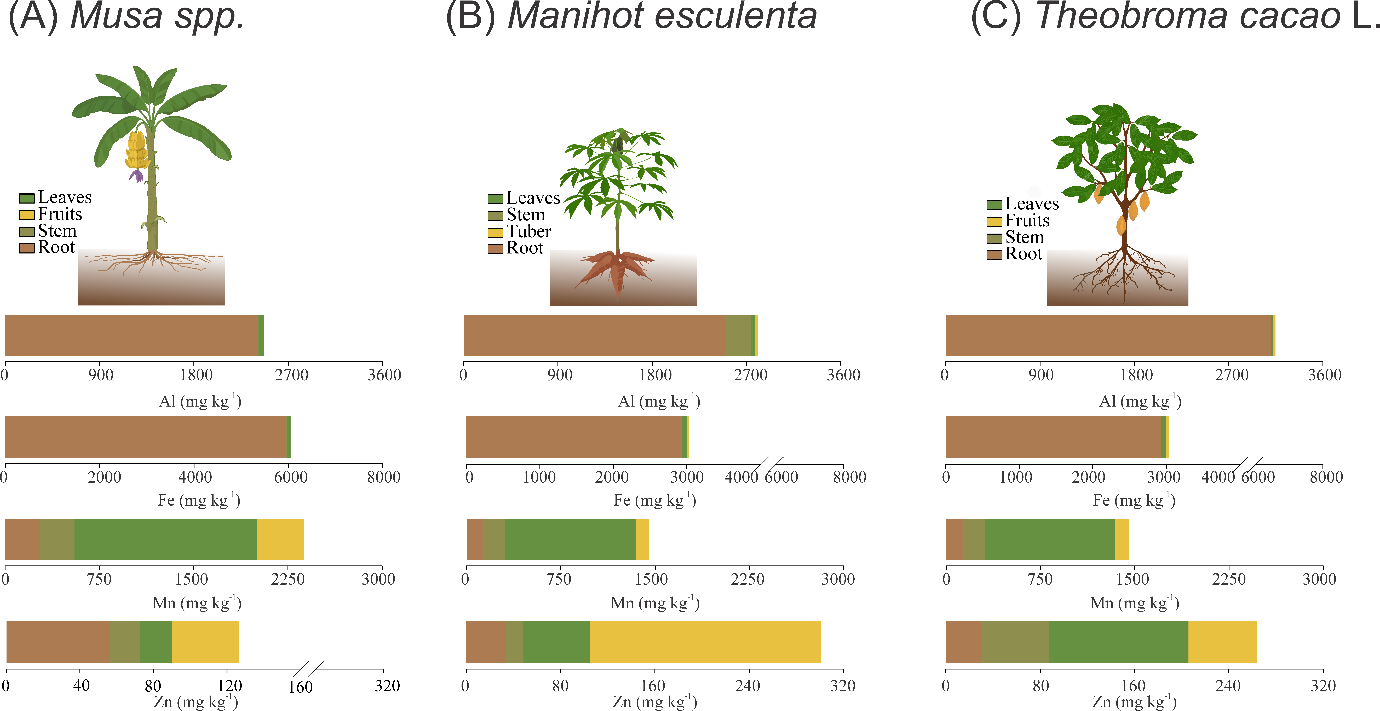 (A) Musa spp.
(B) Manihot esculenta
(C) Theobroma cacao L.
Leaves
Fruits
Stem
Root
Leaves
Stem
Tuber
Root
Leaves
Fruits
Stem
Root
0 900 1800 2700 3600
Al (mg kg⁻¹)
0 900 1800 2700 3600
Al (mg kg⁻¹)
0 900 1800 2700 3600
Al (mg kg⁻¹)
0 2000 4000 6000 8000
Fe (mg kg⁻¹)
0 1000 2000 3000 4000 6000 8000
Fe (mg kg⁻¹)
0 1000 2000 3000 4000 6000 8000
Fe (mg kg⁻¹)
0 750 1500 2250 3000
Mn (mg kg⁻¹)
0 750 1500 2250 3000
Mn (mg kg⁻¹)
0 750 1500 2250 3000
Mn (mg kg⁻¹)
0 40 80 120 160 320
Zn (mg kg⁻¹)
0 80 160 240 320
Zn (mg kg⁻¹)
0 80 160 240 320
Zn (mg kg⁻¹)